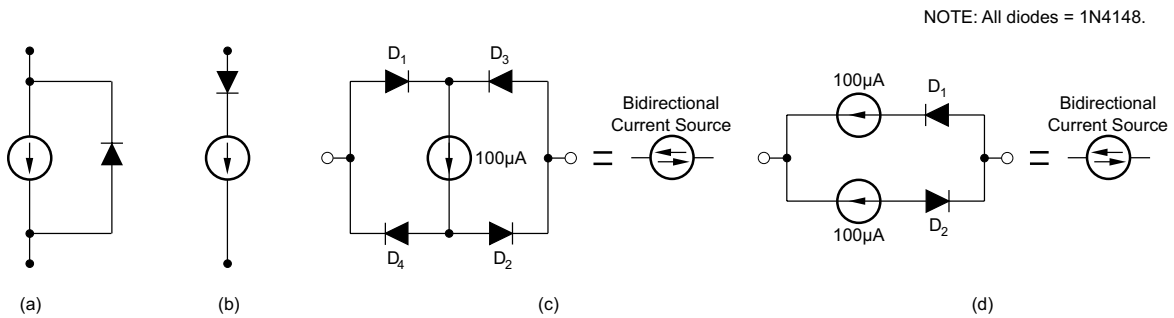 NOTE: All diodes = 1N4148.
D1 D3
100µA D1
Bidirectional
Current Source
Bidirectional
Current Source
100µA = =
D4 D2
100µA D2
(a) (b) (c) (d)